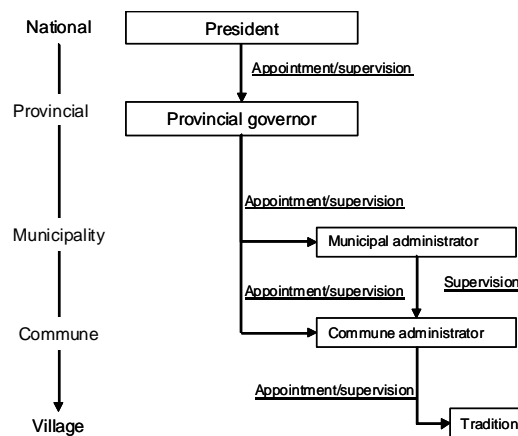 National
President
Appointment/supervision
Provincial
Provincial governor
Appointment/supervision
Municipality
Municipal administrator
Appointment/supervision
Supervision
Commune
Commune administrator
Appointment/supervision
Village
Tradition